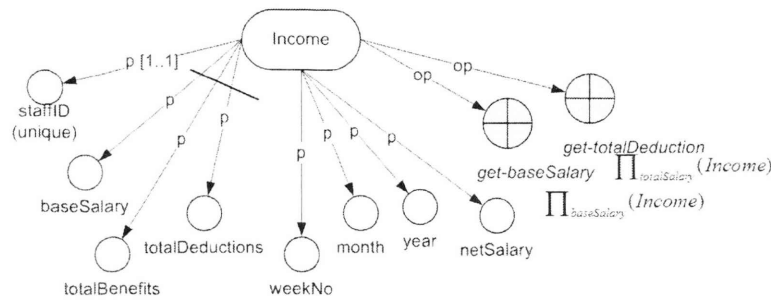 Income
p [1..1]
op
op
p
p
p
p
p
p
p
staffID
(unique)
baseSalary
totalBenefits
totalDeductions
weekNo
month
year
netSalary
get-baseSalary
∏baseSalary(Income)
get-totalDeduction
∏totalSalary(Income)